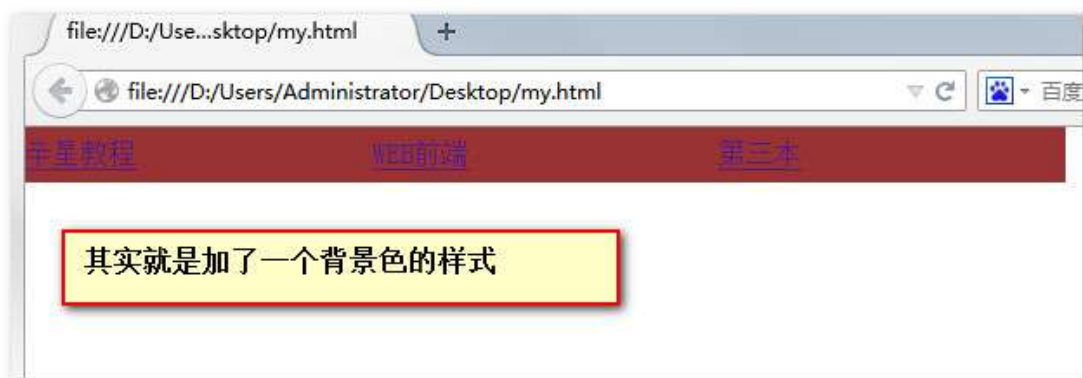 file:///D:/Use...sktop/my.html
+
file:///D:/Users/Administrator/Desktop/my.html
百度
星教程
WEB前端
第三本
其实就是加了一个背景色的样式